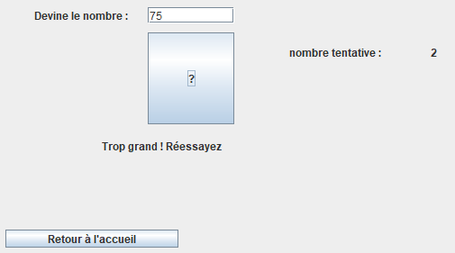 Devine le nombre : 75
nombre tentative : 2
?
Trop grand ! Réessayez
Retour à l'accueil